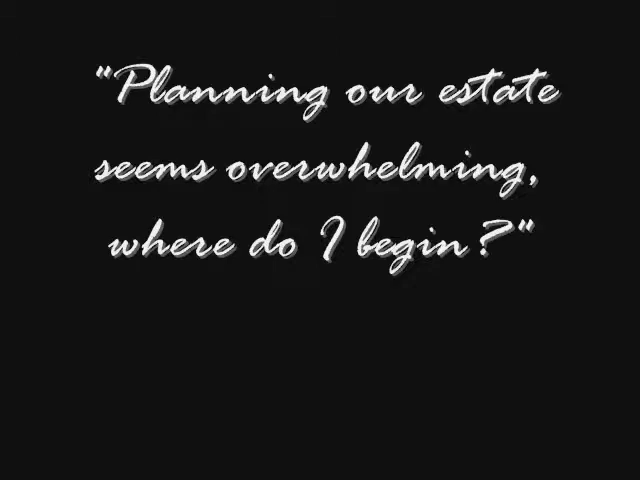 "Planning our estate
seems overwhelming,
where do I begin?"